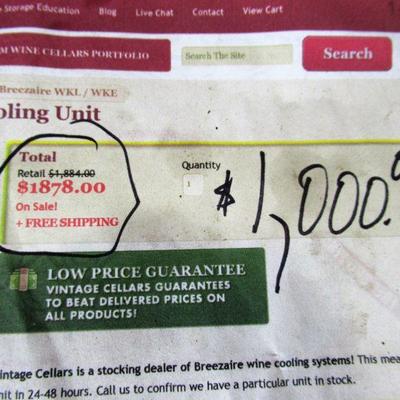 Storage Education Blog Live Chat Contact View Cart
M WINE CELLARS PORTFOLIO
Search The Site
Search
Breezaire WKL / WKE
oling Unit
Total
Retail $1,884.00
$1878.00
On Sale!
+ FREE SHIPPING
Quantity
1
$1,000.0
LOW PRICE GUARANTEE
VINTAGE CELLARS GUARANTEES
TO BEAT DELIVERED PRICES ON
ALL PRODUCTS!
intage Cellars is a stocking dealer of Breezaire wine cooling systems! This mea
nit in 24-48 hours. Call us to confirm we have a particular unit in stock.